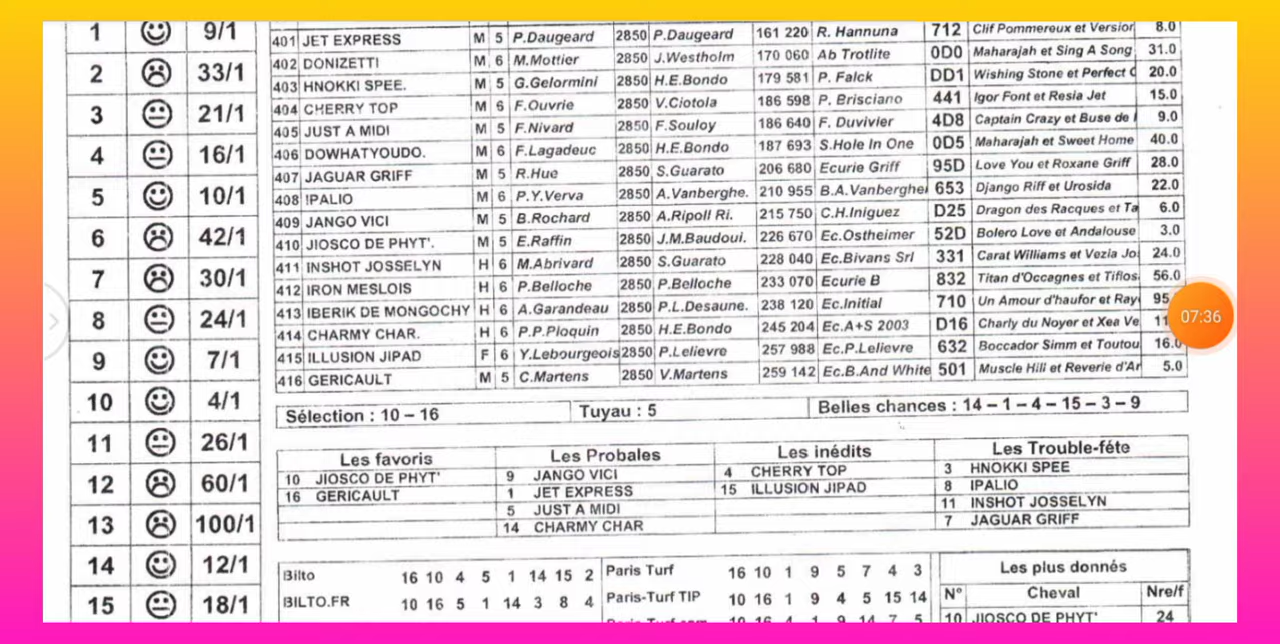 1 9/1
2 33/1
3 21/1
4 16/1
5 10/1
6 42/1
7 30/1
8 24/1
9 7/1
10 4/1
11 26/1
12 60/1
13 100/1
14 12/1
15 18/1
401 JET EXPRESS M 5 P.Daugeard 2850 P.Daugeard 161 220 R. Hannuna 712 Clif Pommereux et Version 8.0
402 DONIZETTI M 6 M.Mottier 2850 J.Westholm 170 060 Ab Trotlite 0D0 Maharajah et Sing A Song 31.0
403 HNOKKI SPEE. M 5 G.Gelormini 2850 H.E.Bondo 179 581 P. Falck DD1 Wishing Stone et Perfect 20.0
404 CHERRY TOP M 6 F.Ouvrie 2850 V.Ciotola 186 598 P. Brisciano 441 Igor Font et Resia Jet 15.0
405 JUST A MIDI M 5 F.Nivard 2850 F.Souloy 186 640 F. Duvivier 4D8 Captain Crazy et Buse de 9.0
406 DOWHATYOUDO. M 6 F.Lagadeuc 2850 H.E.Bondo 187 693 S.Hole In One 0D5 Maharajah et Sweet Home 40.0
407 JAGUAR GRIFF M 5 R.Hue 2850 S.Guarato 206 680 Ecurie Griff 95D Love You et Roxane Griff 28.0
408 IPALIO M 6 P.Y.Verva 2850 A.Vanberghe. 210 955 B.A.Vanberghe 653 Django Riff et Urosida 22.0
409 JANGO VICI M 5 B.Rochard 2850 A.Ripoll Ri. 215 750 C.H.Iniguez D25 Dragon des Racques et Ta 6.0
410 JIOSCO DE PHYT'. M 5 E.Raffin 2850 J.M.Baudoui. 226 670 Ec.Ostheimer 52D Bolero Love et Andalouse 3.0
411 INSHOT JOSSELYN H 6 M.Abrivard 2850 S.Guarato 228 040 Ec.Bivans Srl 331 Carat Williams et Vezia Jo 24.0
412 IRON MESLOIS H 6 P.Belloche 2850 P.Belloche 233 070 Ecurie B 832 Titan d'Occagnes et Tiflos 56.0
413 IBERIK DE MONGOCHY H 6 A.Garandeau 2850 P.L.Desaune. 238 120 Ec.Initial 710 Un Amour d'haufor et Ray 95
414 CHARMY CHAR. H 6 P.P.Ploquin 2850 H.E.Bondo 245 204 Ec.A+S 2003 D16 Charly du Noyer et Xea Ve 11
415 ILLUSION JIPAD F 6 Y.Lebourgeois 2850 P.Lelievre 257 988 Ec.P.Lelievre 632 Boccador Simm et Toutou 16.0
416 GERICAULT M 5 C.Martens 2850 V.Martens 259 142 Ec.B.And White 501 Muscle Hill et Reverie d'Ar 5.0
07:36
Sélection : 10 – 16 Tuyau : 5 Belles chances : 14 – 1 – 4 – 15 – 3 – 9
Les favoris Les Probales Les inédits Les Trouble-féte
10 JIOSCO DE PHYT' 9 JANGO VICI 4 CHERRY TOP 3 HNOKKI SPEE
16 GERICAULT 1 JET EXPRESS 15 ILLUSION JIPAD 8 IPALIO
5 JUST A MIDI 11 INSHOT JOSSELYN
14 CHARMY CHAR 7 JAGUAR GRIFF
Bilto 16 10 4 5 1 14 15 2 Paris Turf 16 10 1 9 5 7 4 3 Les plus donnés
BILTO.FR 10 16 5 1 14 3 8 4 Paris-Turf TIP 10 16 1 9 4 5 15 14 N° Cheval Nre/f
10 JIOSCO DE PHYT' 24